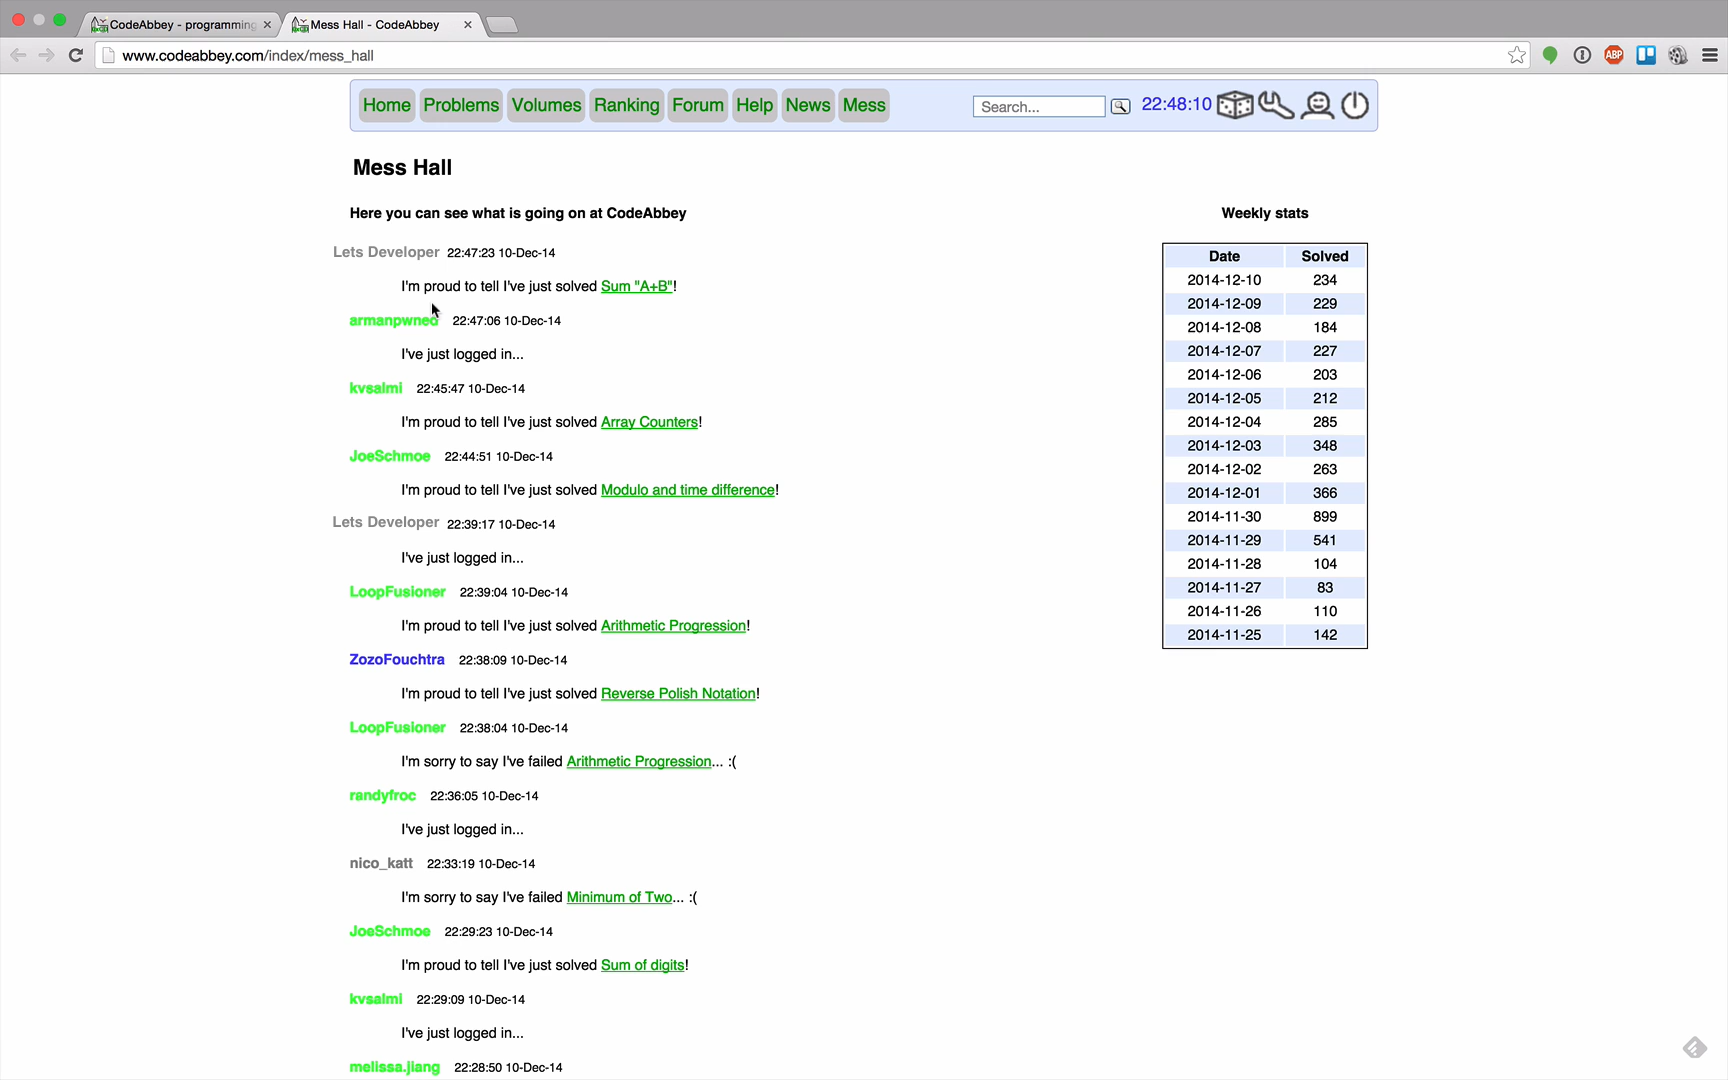 CodeAbbey - programming
Mess Hall - CodeAbbey
www.codeabbey.com/index/mess_hall
ABP
Home Problems Volumes Ranking Forum Help News Mess Search... 22:48:10
Mess Hall
Here you can see what is going on at CodeAbbey
Lets Developer 22:47:23 10-Dec-14
I'm proud to tell I've just solved Sum "A+B"!
armanpwned 22:47:06 10-Dec-14
I've just logged in...
kvsalmi 22:45:47 10-Dec-14
I'm proud to tell I've just solved Array Counters!
JoeSchmoe 22:44:51 10-Dec-14
I'm proud to tell I've just solved Modulo and time difference!
Lets Developer 22:39:17 10-Dec-14
I've just logged in...
LoopFusioner 22:39:04 10-Dec-14
I'm proud to tell I've just solved Arithmetic Progression!
ZozoFouchtra 22:38:09 10-Dec-14
I'm proud to tell I've just solved Reverse Polish Notation!
LoopFusioner 22:38:04 10-Dec-14
I'm sorry to say I've failed Arithmetic Progression... :(
randyfroc 22:36:05 10-Dec-14
I've just logged in...
nico_katt 22:33:19 10-Dec-14
I'm sorry to say I've failed Minimum of Two... :(
JoeSchmoe 22:29:23 10-Dec-14
I'm proud to tell I've just solved Sum of digits!
kvsalmi 22:29:09 10-Dec-14
I've just logged in...
melissa.jiang 22:28:50 10-Dec-14
Weekly stats
Date Solved
2014-12-10 234
2014-12-09 229
2014-12-08 184
2014-12-07 227
2014-12-06 203
2014-12-05 212
2014-12-04 285
2014-12-03 348
2014-12-02 263
2014-12-01 366
2014-11-30 899
2014-11-29 541
2014-11-28 104
2014-11-27 83
2014-11-26 110
2014-11-25 142